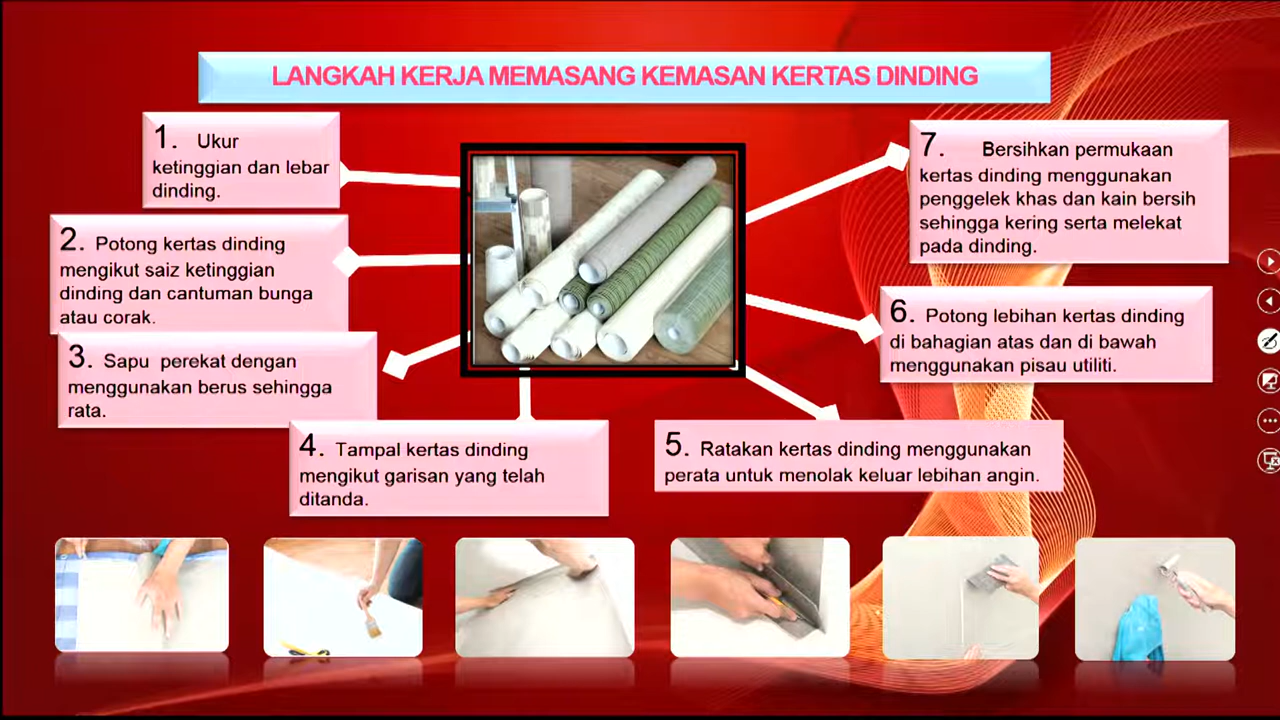 LANGKAH KERJA MEMASANG KEMASAN KERTAS DINDING
1. Ukur
ketinggian dan lebar
dinding.
2. Potong kertas dinding
mengikut saiz ketinggian
dinding dan cantuman bunga
atau corak.
3. Sapu perekat dengan
menggunakan berus sehingga
rata.
4. Tampal kertas dinding
mengikut garisan yang telah
ditanda.
5. Ratakan kertas dinding menggunakan
perata untuk menolak keluar lebihan angin.
6. Potong lebihan kertas dinding
di bahagian atas dan di bawah
menggunakan pisau utiliti.
7. Bersihkan permukaan
kertas dinding menggunakan
penggelek khas dan kain bersih
sehingga kering serta melekat
pada dinding.